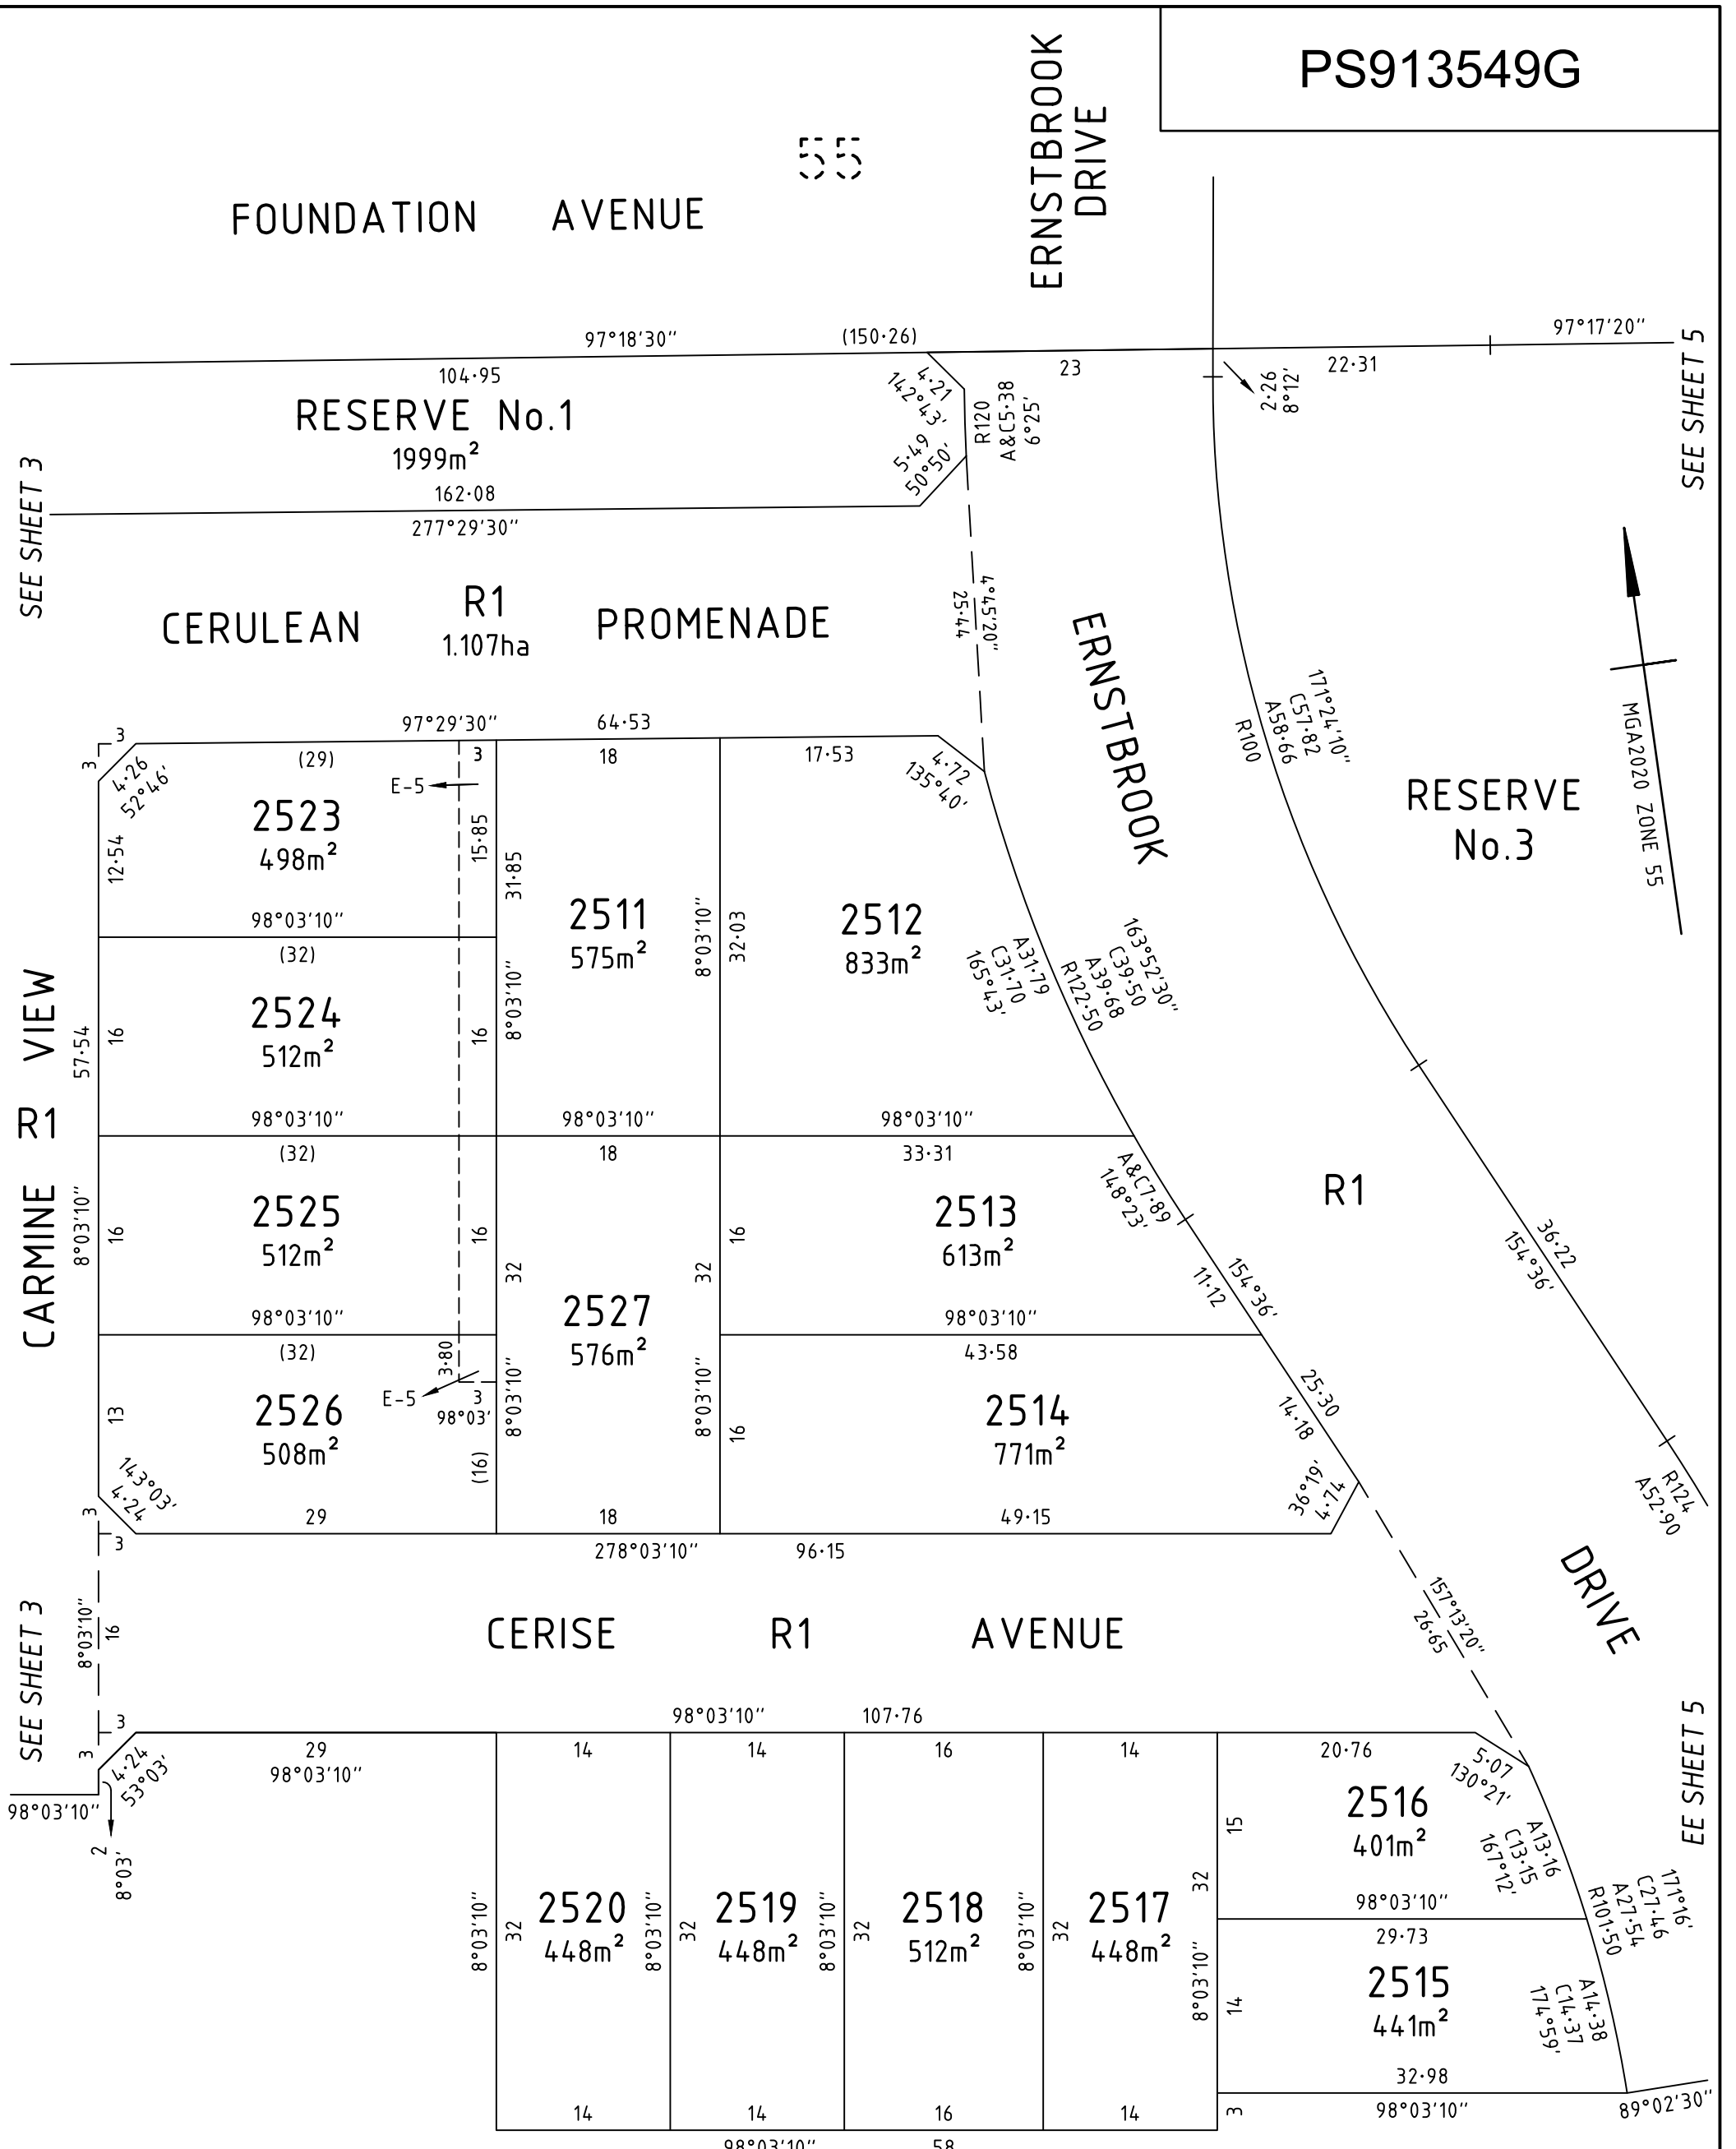 PS913549G
55
ERNSTBROOK
DRIVE
FOUNDATION AVENUE
97°18'30"
(150·26)
97°17'20"
104·95
23
22·31
2·26
8°12'
SEE SHEET 5
RESERVE No.1
1999m²
4·21
142°43'
R120
A&C5·38
6°25'
5·49
50°50'
SEE SHEET 3
162·08
277°29'30"
CERULEAN
R1
1.107ha
PROMENADE
4°45'20"
25·44
ERNSTBROOK
171°24'10"
C57·82
A58·66
R100
RESERVE
No.3
MGA2020 ZONE 55
97°29'30"
64·53
3
3
4·26
52°46'
(29)
3
18
17·53
4·72
135°40'
E-5
2523
498m²
12·54
15·85
31·85
98°03'10"
2511
575m²
8°03'10"
32·03
2512
833m²
A31·79
C31·70
165°43'
163°52'30"
C39·50
A39·68
R122·50
(32)
2524
512m²
16
16
8°03'10"
57·54
CARMINE R1 VIEW
98°03'10"
98°03'10"
98°03'10"
(32)
18
33·31
2525
512m²
8°03'10"
16
16
32
32
16
2513
613m²
A&C7·89
148°23'
R1
154°36'
11·12
36·22
154°36'
98°03'10"
98°03'10"
2527
576m²
(32)
3·80
43·58
E-5
3
98°03'
2526
508m²
13
(16)
8°03'10"
8°03'10"
16
2514
771m²
25·30
14·18
36°19'
4·74
R124
A52·90
143°03'
4·24
3
3
29
18
49·15
278°03'10"
96·15
SEE SHEET 3
8°03'10"
16
CERISE R1 AVENUE
157°13'20"
26·65
DRIVE
98°03'10"
107·76
3
3
4·24
53°03'
29
98°03'10"
14
14
16
14
20·76
5·07
130°21'
98°03'10"
2
8°03'
2516
401m²
15
32
A13·16
C13·15
167°12'
EE SHEET 5
98°03'10"
29·73
171°16'
C27·46
A27·54
R101·50
8°03'10"
32
2520
448m²
8°03'10"
32
2519
448m²
8°03'10"
32
2518
512m²
8°03'10"
32
2517
448m²
8°03'10"
14
2515
441m²
A14·38
C14·37
174°59'
32·98
98°03'10"
89°02'30"
14
14
16
14
3
98°03'10"
58